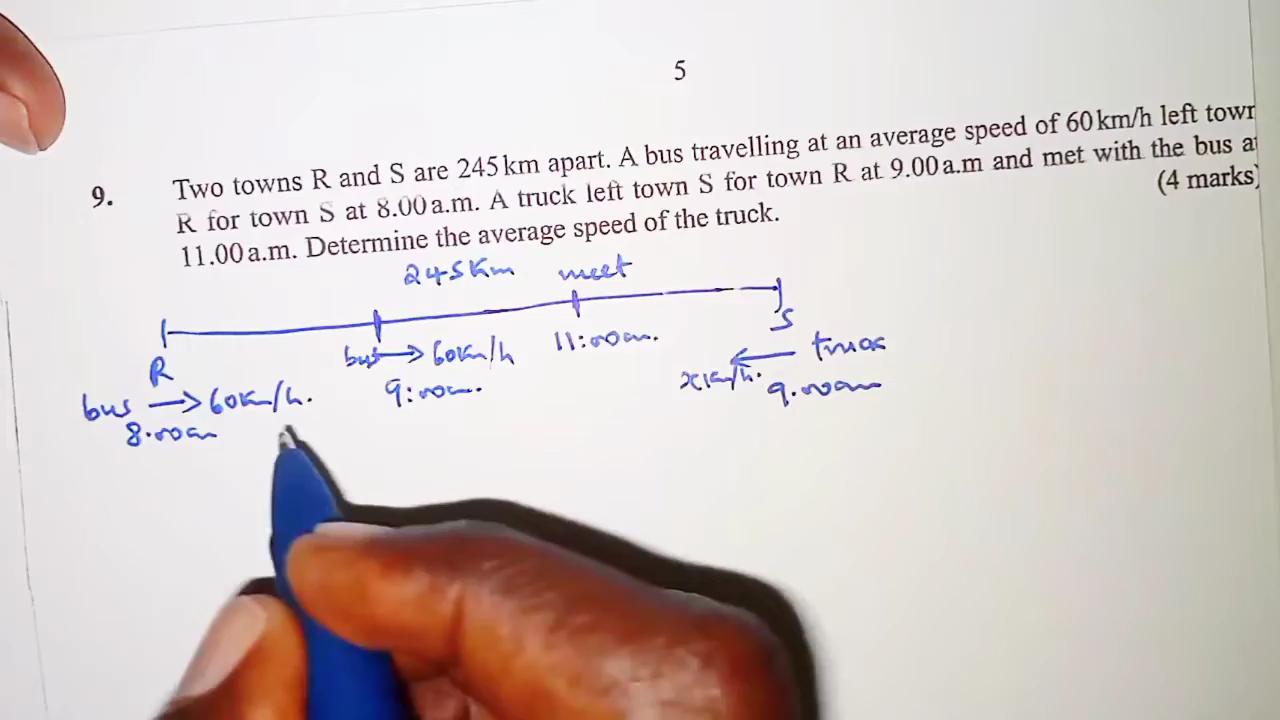 5
9. Two towns R and S are 245 km apart. A bus travelling at an average speed of 60 km/h left town
R for town S at 8.00 a.m. A truck left town S for town R at 9.00 a.m and met with the bus at
11.00 a.m. Determine the average speed of the truck. (4 marks)
245Km meet
R bus → 60Km/h 11:00am. S
bus → 60Km/h. 9:00am. xKm/h. ← truck
8.00am 9.00am